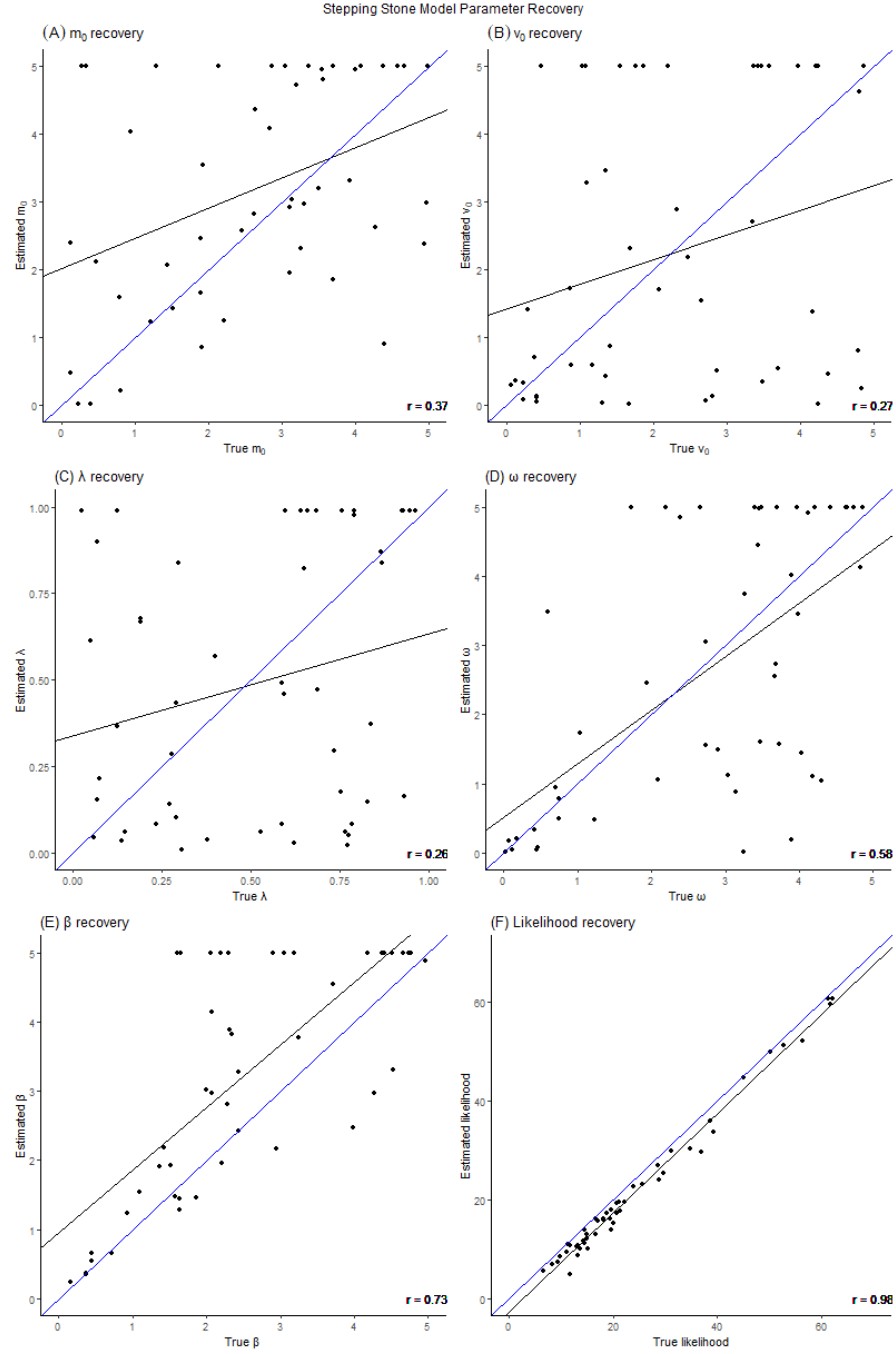 Stepping Stone Model Parameter Recovery
(A) m₀ recovery
5
4
3
2
1
0
Estimated m₀
r = 0.37
0 1 2 3 4 5
True m₀
(B) v₀ recovery
5
4
3
2
1
0
Estimated v₀
r = 0.27
0 1 2 3 4 5
True v₀
(C) λ recovery
1.00
0.75
0.50
0.25
0.00
Estimated λ
r = 0.26
0.00 0.25 0.50 0.75 1.00
True λ
(D) ω recovery
5
4
3
2
1
0
Estimated ω
r = 0.58
0 1 2 3 4 5
True ω
(E) β recovery
5
4
3
2
1
0
Estimated β
r = 0.73
0 1 2 3 4 5
True β
(F) Likelihood recovery
60
40
20
0
Estimated likelihood
r = 0.98
0 20 40 60
True likelihood